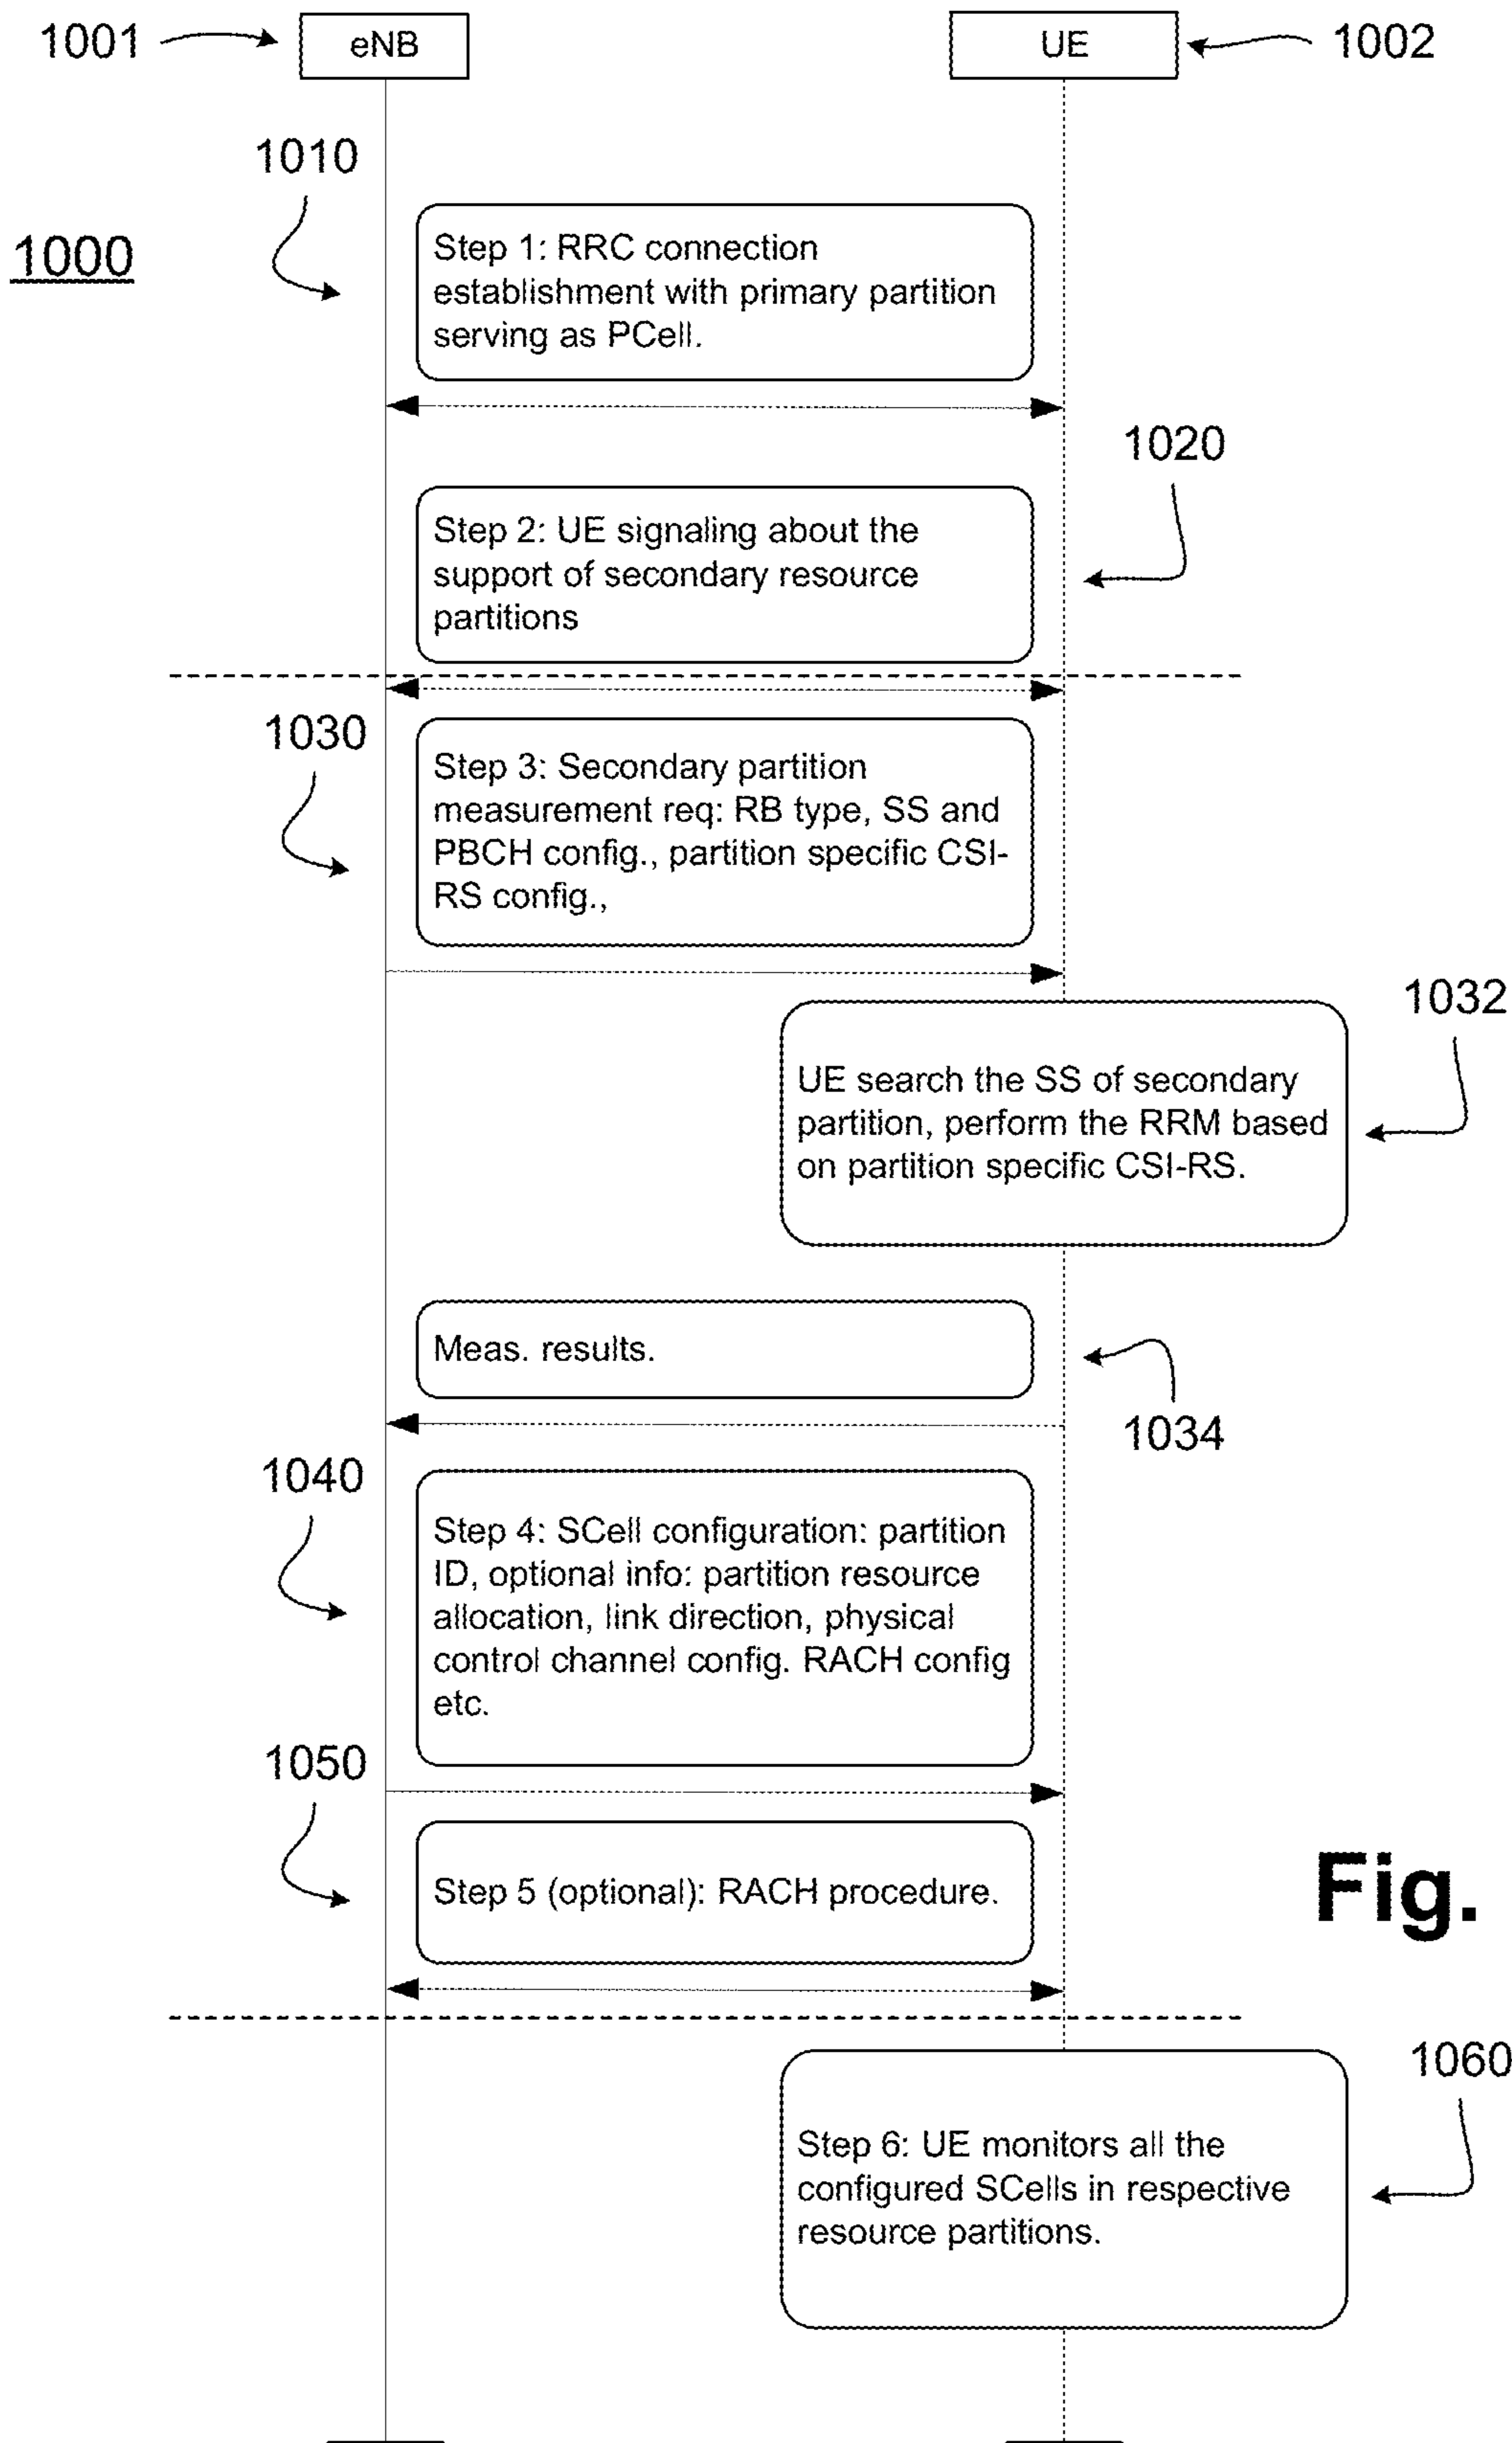 1001
eNB
UE
1002
1010
1000
Step 1: RRC connection
establishment with primary partition
serving as PCell.
1020
Step 2: UE signaling about the
support of secondary resource
partitions
1030
Step 3: Secondary partition
measurement req: RB type, SS and
PBCH config., partition specific CSI-
RS config.,
1032
UE search the SS of secondary
partition, perform the RRM based
on partition specific CSI-RS.
Meas. results.
1034
1040
Step 4: SCell configuration: partition
ID, optional info: partition resource
allocation, link direction, physical
control channel config. RACH config
etc.
1050
Step 5 (optional): RACH procedure.
Fig.
1060
Step 6: UE monitors all the
configured SCells in respective
resource partitions.